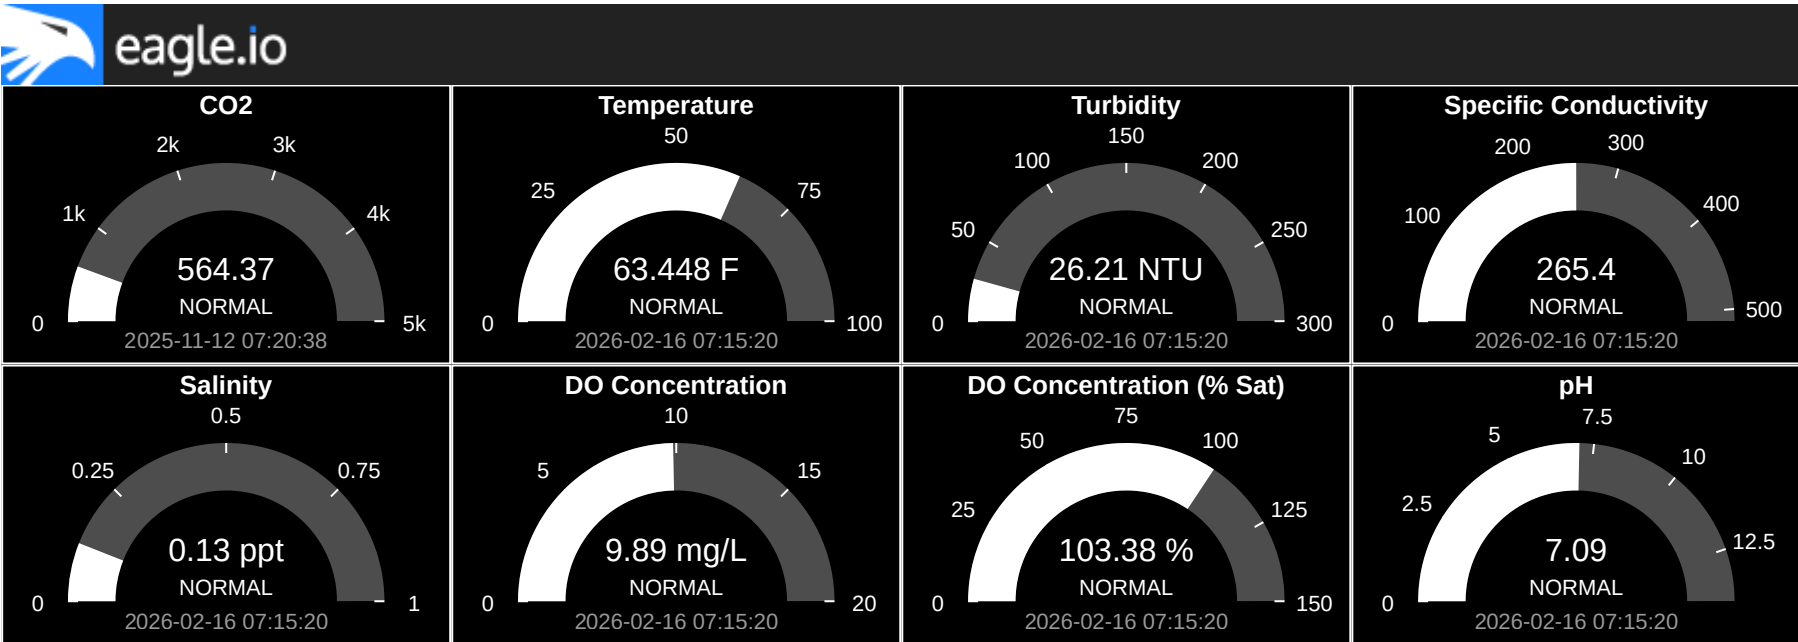 eagle.io
CO2
2k
3k
1k
4k
0
5k
564.37
NORMAL
2025-11-12 07:20:38
Temperature
50
25
75
0
100
63.448 F
NORMAL
2026-02-16 07:15:20
Turbidity
150
100
200
50
250
0
300
26.21 NTU
NORMAL
2026-02-16 07:15:20
Specific Conductivity
200
300
100
400
0
500
265.4
NORMAL
2026-02-16 07:15:20
Salinity
0.5
0.25
0.75
0
1
0.13 ppt
NORMAL
2026-02-16 07:15:20
DO Concentration
10
5
15
0
20
9.89 mg/L
NORMAL
2026-02-16 07:15:20
DO Concentration (% Sat)
75
50
100
25
125
0
150
103.38 %
NORMAL
2026-02-16 07:15:20
pH
7.5
5
10
2.5
12.5
0
7.09
NORMAL
2026-02-16 07:15:20